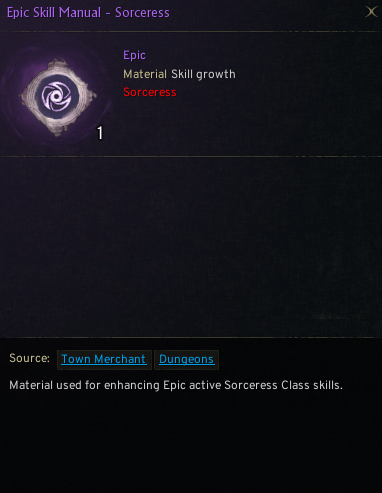 Epic Skill Manual - Sorceress
Epic
Material Skill growth
Sorceress
1
Source: Town Merchant Dungeons
Material used for enhancing Epic active Sorceress Class skills.